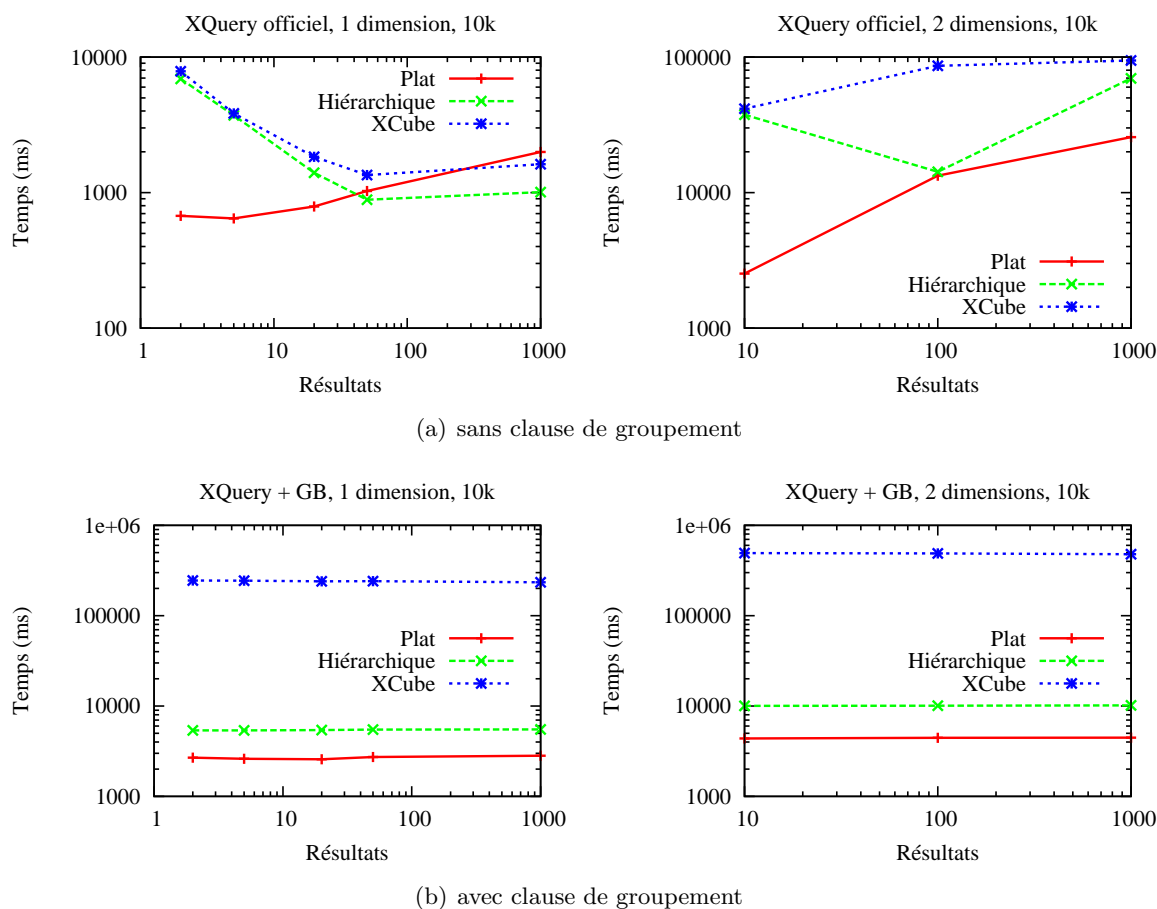 XQuery officiel, 1 dimension, 10k
10000
1000
100
Temps (ms)
Plat
Hiérarchique
XCube
1
10
100
1000
Résultats
XQuery officiel, 2 dimensions, 10k
100000
10000
1000
Temps (ms)
Plat
Hiérarchique
XCube
10
100
1000
Résultats
(a) sans clause de groupement
XQuery + GB, 1 dimension, 10k
1e+06
100000
10000
1000
Temps (ms)
Plat
Hiérarchique
XCube
1
10
100
1000
Résultats
XQuery + GB, 2 dimensions, 10k
1e+06
100000
10000
1000
Temps (ms)
Plat
Hiérarchique
XCube
10
100
1000
Résultats
(b) avec clause de groupement